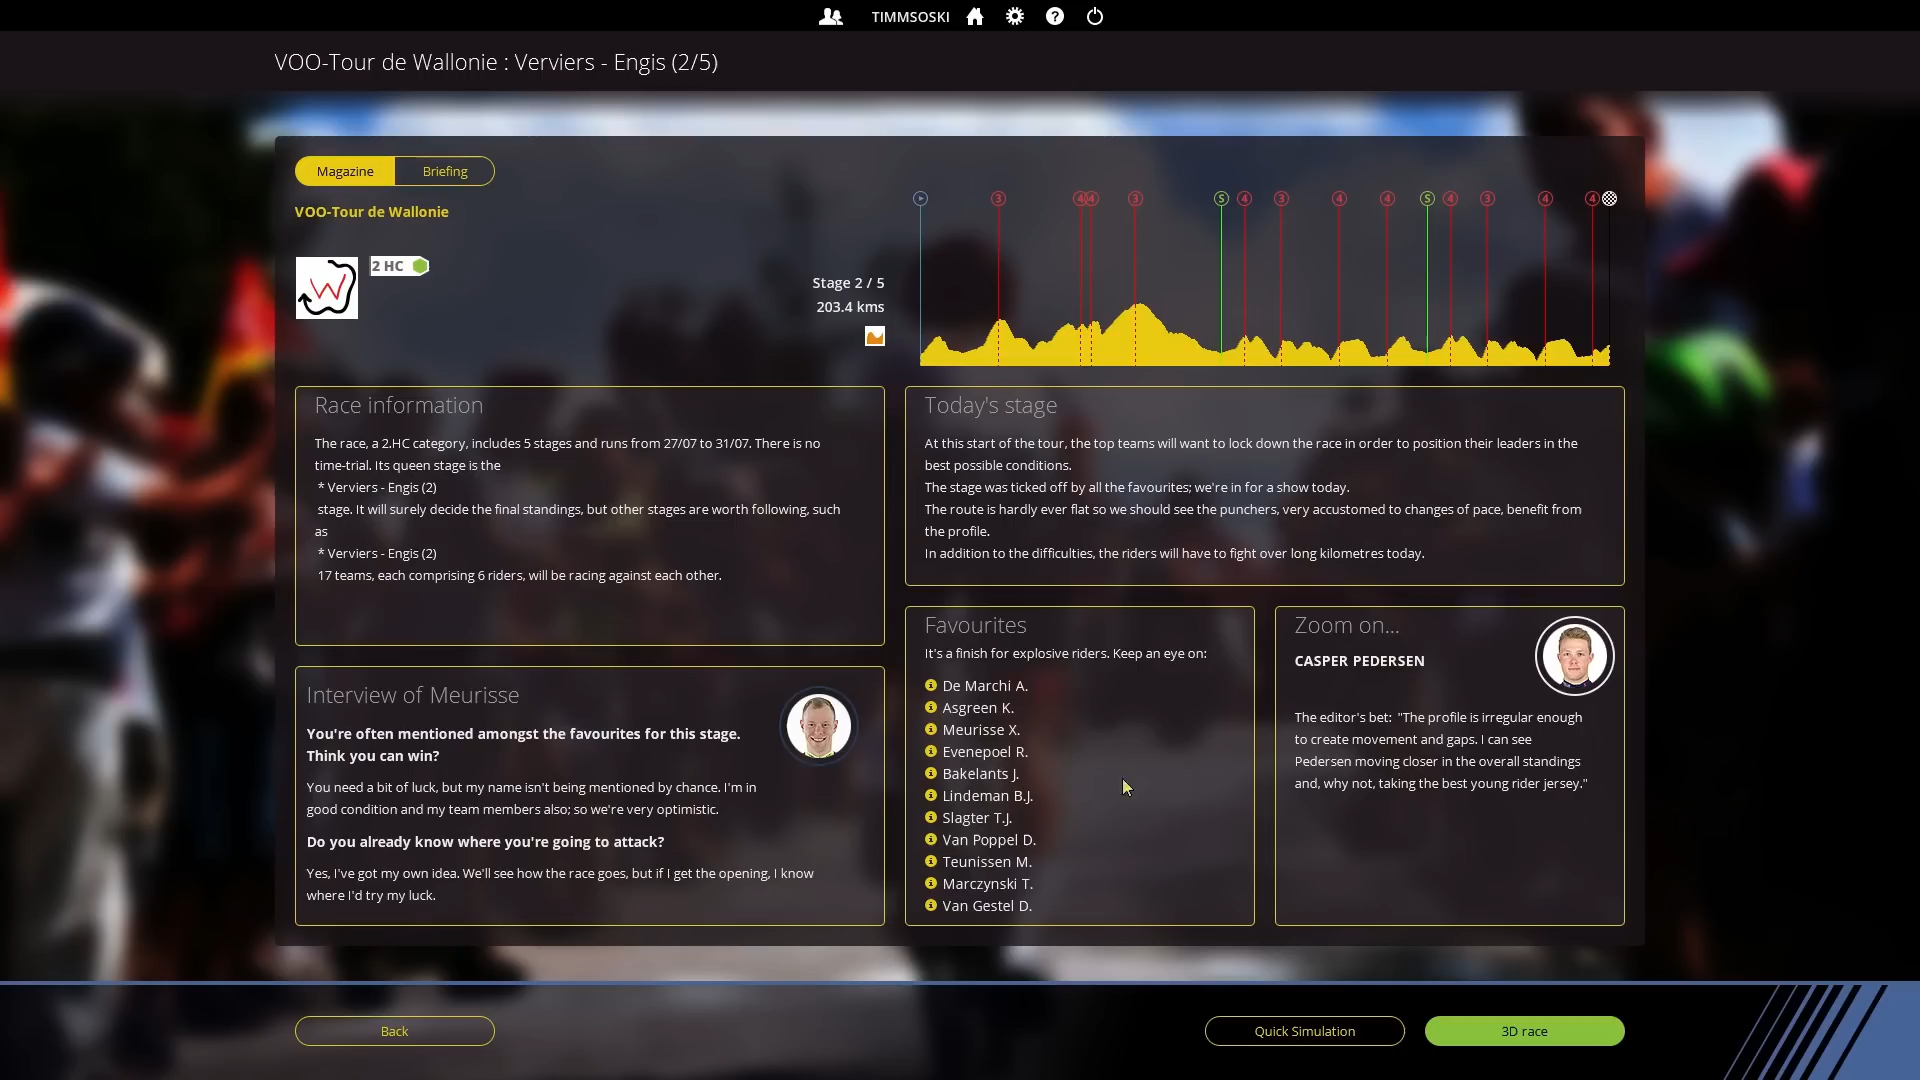 TIMMSOSKI
VOO-Tour de Wallonie : Verviers - Engis (2/5)
Magazine
Briefing
VOO-Tour de Wallonie
2 HC
Stage 2 / 5
203.4 kms
3
4
4
3
S
4
3
4
4
S
4
3
4
4
Race information
The race, a 2.HC category, includes 5 stages and runs from 27/07 to 31/07. There is no
time-trial. Its queen stage is the
* Verviers - Engis (2)
stage. It will surely decide the final standings, but other stages are worth following, such
as
* Verviers - Engis (2)
17 teams, each comprising 6 riders, will be racing against each other.
Today's stage
At this start of the tour, the top teams will want to lock down the race in order to position their leaders in the
best possible conditions.
The stage was ticked off by all the favourites; we're in for a show today.
The route is hardly ever flat so we should see the punchers, very accustomed to changes of pace, benefit from
the profile.
In addition to the difficulties, the riders will have to fight over long kilometres today.
Interview of Meurisse
You're often mentioned amongst the favourites for this stage.
Think you can win?
You need a bit of luck, but my name isn't being mentioned by chance. I'm in
good condition and my team members also; so we're very optimistic.
Do you already know where you're going to attack?
Yes, I've got my own idea. We'll see how the race goes, but if I get the opening, I know
where I'd try my luck.
Favourites
It's a finish for explosive riders. Keep an eye on:
De Marchi A.
Asgreen K.
Meurisse X.
Evenepoel R.
Bakelants J.
Lindeman B.J.
Slagter T.J.
Van Poppel D.
Teunissen M.
Marczynski T.
Van Gestel D.
Zoom on...
CASPER PEDERSEN
The editor's bet: "The profile is irregular enough
to create movement and gaps. I can see
Pedersen moving closer in the overall standings
and, why not, taking the best young rider jersey."
Back
Quick Simulation
3D race